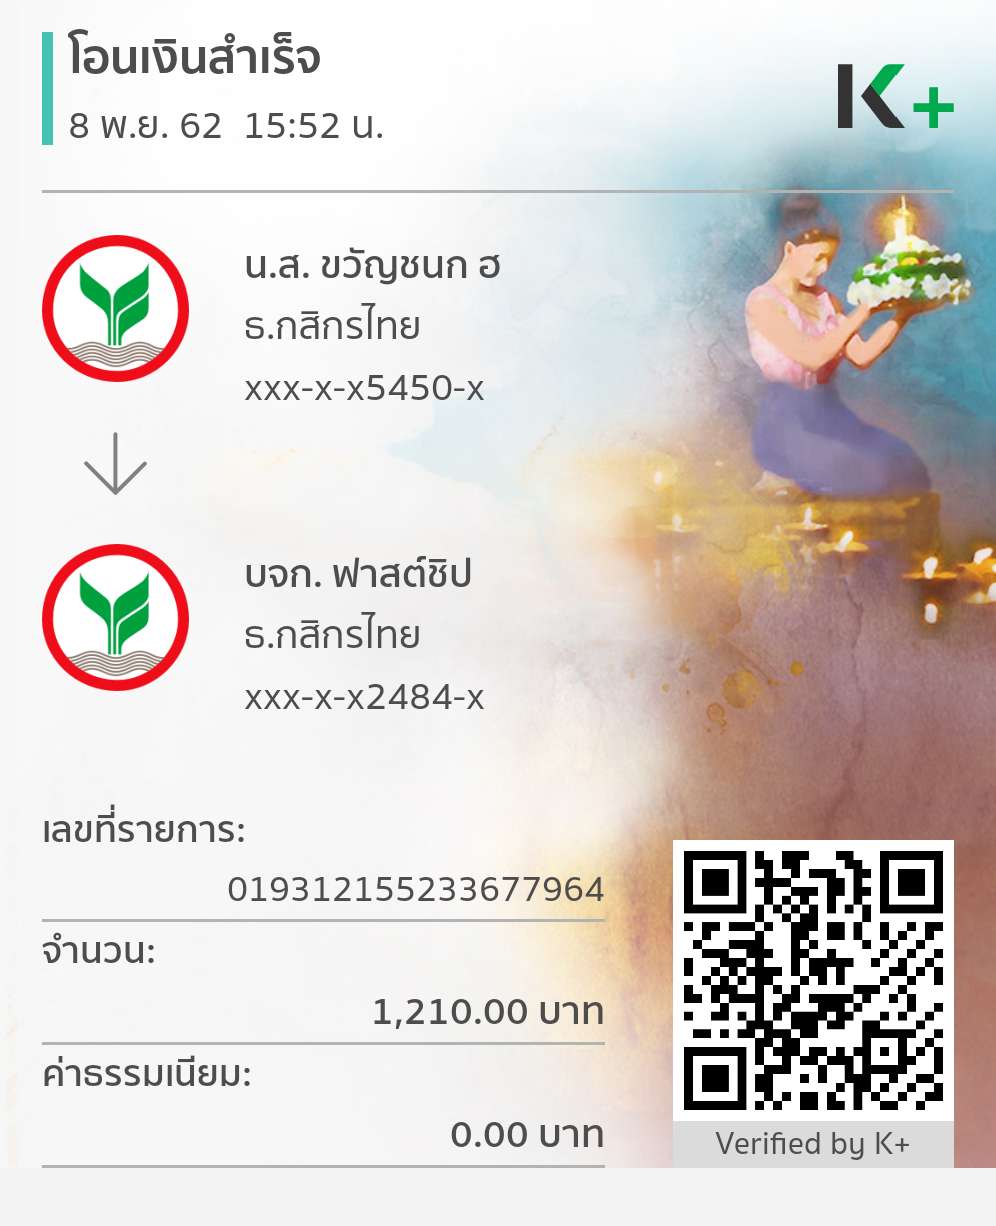 โอนเงินสำเร็จ
8 พ.ย. 62 15:52 น.
K+
น.ส. ขวัญชนก ฮ
ธ.กสิกรไทย
xxx-x-x5450-x
บจก. ฟาสต์ชิป
ธ.กสิกรไทย
xxx-x-x2484-x
เลขที่รายการ:
019312155233677964
จำนวน:
1,210.00 บาท
ค่าธรรมเนียม:
0.00 บาท
Verified by K+